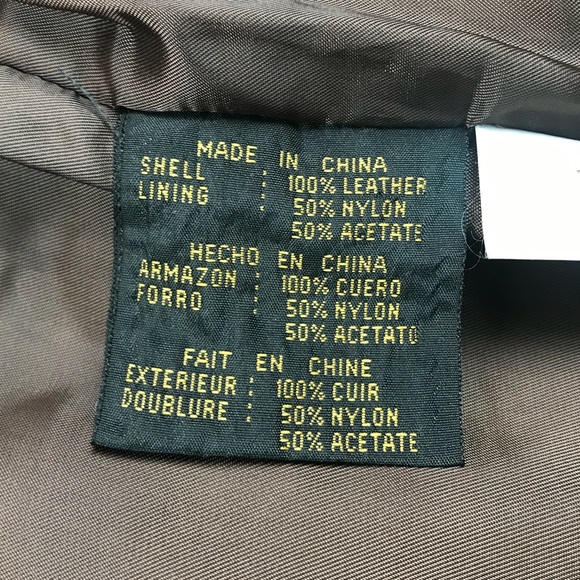 MADE IN CHINA
SHELL : 100% LEATHER
LINING : 50% NYLON
50% ACETATE
HECHO EN CHINA
ARMAZON : 100% CUERO
FORRO : 50% NYLON
50% ACETATO
FAIT EN CHINE
EXTERIEUR : 100% CUIR
DOUBLURE : 50% NYLON
50% ACETATE